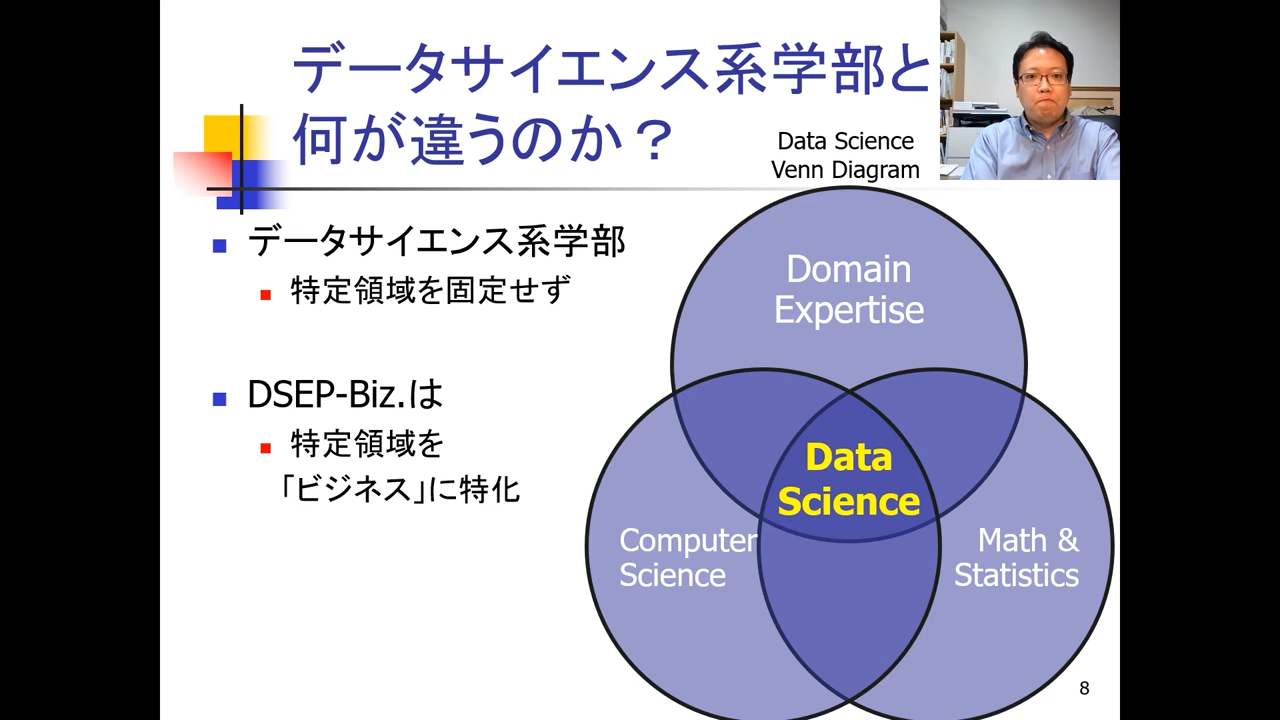 データサイエンス系学部と
何が違うのか？
データサイエンス系学部
特定領域を固定せず
DSEP-Biz.は
特定領域を
「ビジネス」に特化
Data Science
Venn Diagram
Domain
Expertise
Data
Science
Computer
Science
Math &
Statistics
8